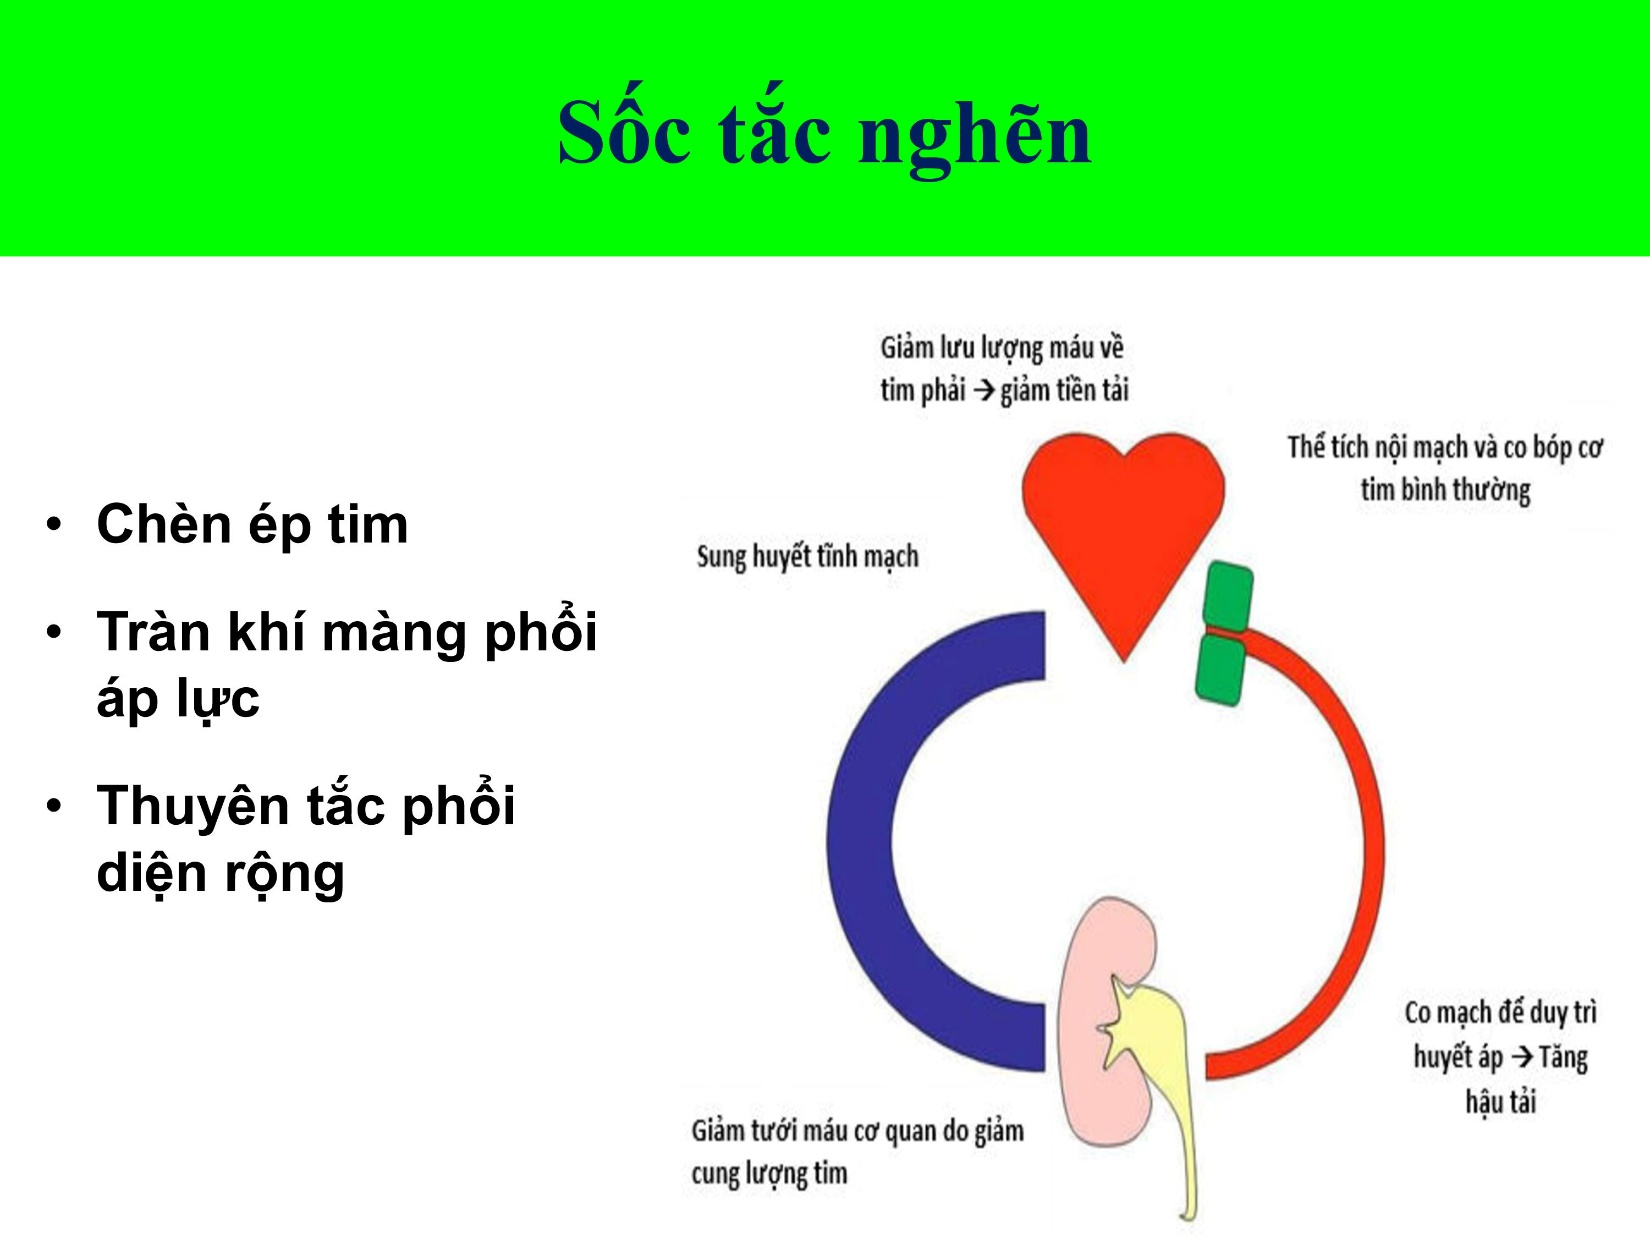 Sốc tắc nghẽn
• Chèn ép tim
• Tràn khí màng phổi
áp lực
• Thuyên tắc phổi
diện rộng
Giảm lưu lượng máu về
tim phải → giảm tiền tải
Thể tích nội mạch và co bóp cơ
tim bình thường
Sung huyết tĩnh mạch
Co mạch để duy trì
huyết áp → Tăng
hậu tải
Giảm tưới máu cơ quan do giảm
cung lượng tim